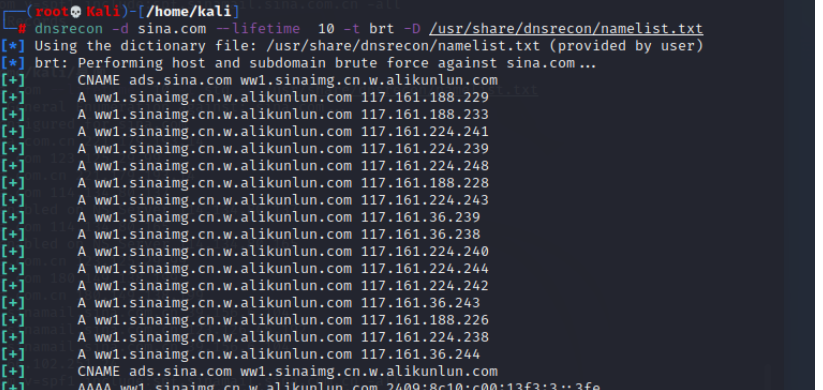 (root💀Kali)-[/home/kali]
# dnsrecon -d sina.com --lifetime  10 -t brt -D /usr/share/dnsrecon/namelist.txt
[*] Using the dictionary file: /usr/share/dnsrecon/namelist.txt (provided by user)
[*] brt: Performing host and subdomain brute force against sina.com...
[+]      CNAME ads.sina.com ww1.sinaimg.cn.w.alikunlun.com
[+]      A ww1.sinaimg.cn.w.alikunlun.com 117.161.188.229
[+]      A ww1.sinaimg.cn.w.alikunlun.com 117.161.188.233
[+]      A ww1.sinaimg.cn.w.alikunlun.com 117.161.224.241
[+]      A ww1.sinaimg.cn.w.alikunlun.com 117.161.224.239
[+]      A ww1.sinaimg.cn.w.alikunlun.com 117.161.224.248
[+]      A ww1.sinaimg.cn.w.alikunlun.com 117.161.188.228
[+]      A ww1.sinaimg.cn.w.alikunlun.com 117.161.224.243
[+]      A ww1.sinaimg.cn.w.alikunlun.com 117.161.36.239
[+]      A ww1.sinaimg.cn.w.alikunlun.com 117.161.36.238
[+]      A ww1.sinaimg.cn.w.alikunlun.com 117.161.224.240
[+]      A ww1.sinaimg.cn.w.alikunlun.com 117.161.224.244
[+]      A ww1.sinaimg.cn.w.alikunlun.com 117.161.224.242
[+]      A ww1.sinaimg.cn.w.alikunlun.com 117.161.36.243
[+]      A ww1.sinaimg.cn.w.alikunlun.com 117.161.188.226
[+]      A ww1.sinaimg.cn.w.alikunlun.com 117.161.224.238
[+]      A ww1.sinaimg.cn.w.alikunlun.com 117.161.36.244
[+]      CNAME ads.sina.com ww1.sinaimg.cn.w.alikunlun.com
[+]      AAAA ww1.sinaimg.cn.w.alikunlun.com 2409:8c10:c00:13f3:3::3fe